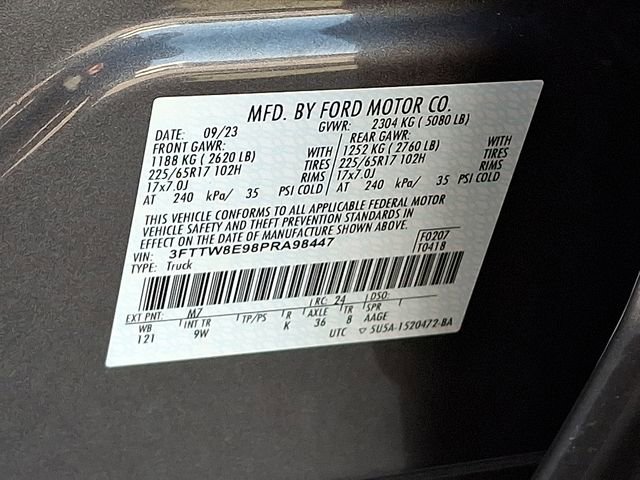 MFD. BY FORD MOTOR CO.
DATE: 09/23 GVWR: 2304 KG ( 5080 LB)
FRONT GAWR: REAR GAWR:
1188 KG ( 2620 LB) WITH 1252 KG ( 2760 LB) WITH
225/65R17 102H TIRES 225/65R17 102H TIRES
17x7.0J RIMS 17x7.0J RIMS
AT 240 kPa/ 35 PSI COLD AT 240 kPa/ 35 PSI COLD
THIS VEHICLE CONFORMS TO ALL APPLICABLE FEDERAL MOTOR
VEHICLE SAFETY AND THEFT PREVENTION STANDARDS IN
EFFECT ON THE DATE OF MANUFACTURE SHOWN ABOVE.
VIN: 3FTTW8E98PRA98447 F0207
TYPE: Truck T0418
EXT PNT: M7 RC: 24 DSO:
WB INT TR TP/PS R AXLE TR SPR
121 9W K 36 8 AAGE
UTC 5U5A-1520472-BA